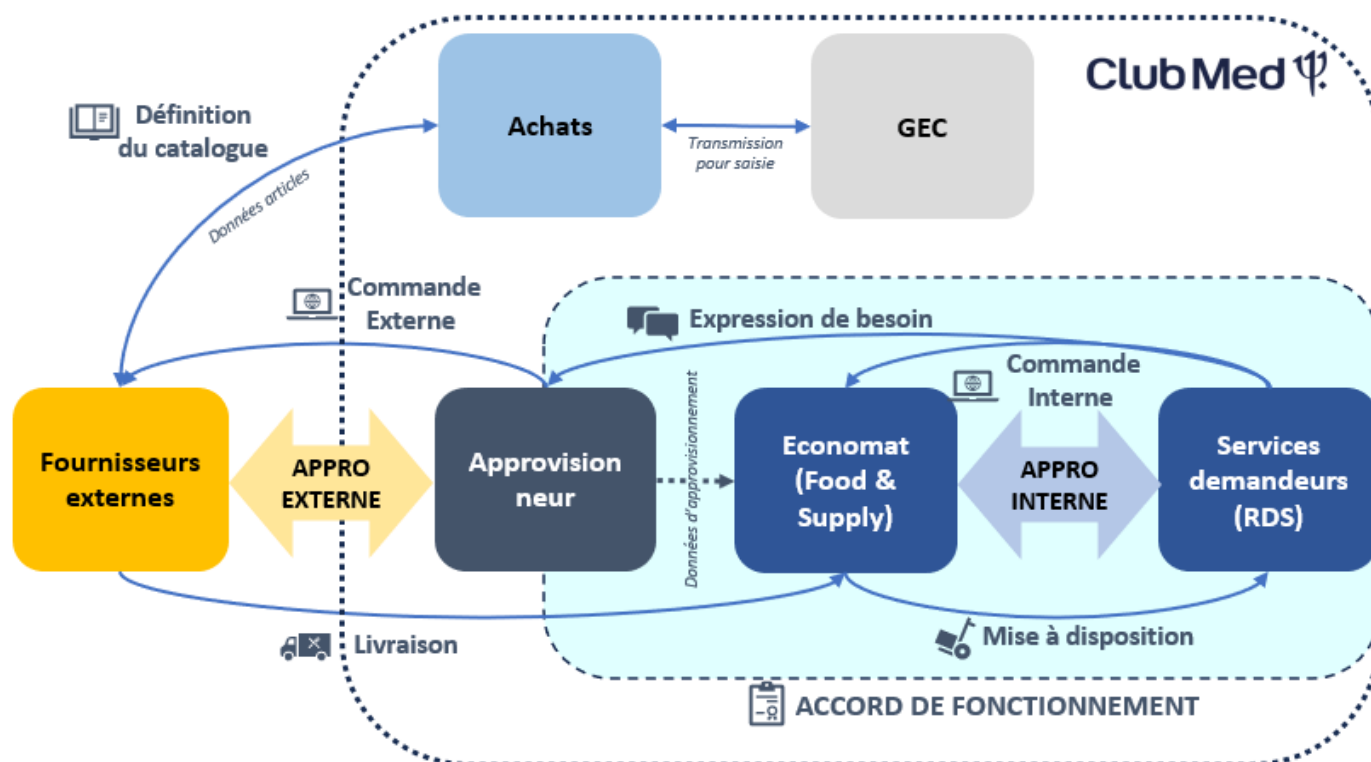 Club Med
Définition
du catalogue
Achats
GEC
Transmission
pour saisie
Données articles
Commande
Externe
Expression de besoin
Commande
Interne
Fournisseurs
externes
APPRO
EXTERNE
Approvision
neur
Données d'approvisionnement
Economat
(Food &
Supply)
APPRO
INTERNE
Services
demandeurs
(RDS)
Livraison
Mise à disposition
ACCORD DE FONCTIONNEMENT